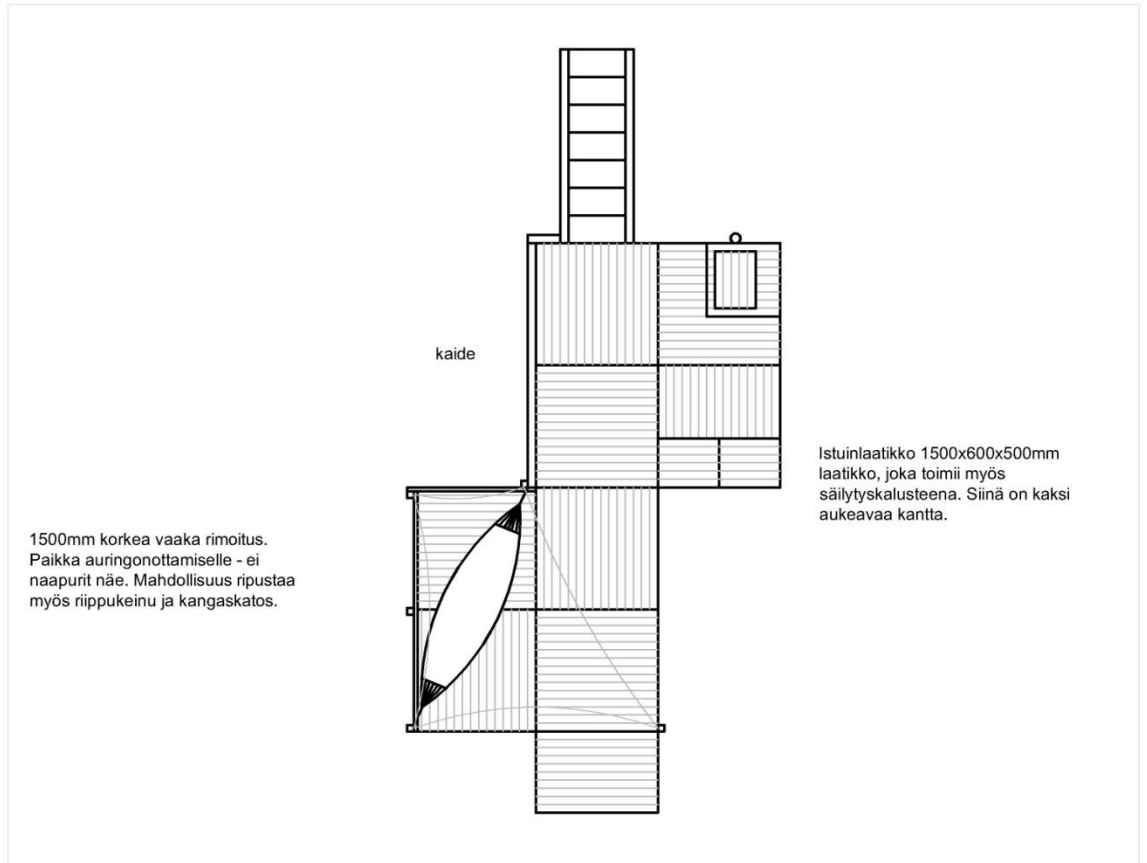 kaide
Istuinlaatikko 1500x600x500mm
laatikko, joka toimii myös
säilytyskalusteena. Siinä on kaksi
aukeavaa kantta.
1500mm korkea vaaka rimoitus.
Paikka auringonottamiselle - ei
naapurit näe. Mahdollisuus ripustaa
myös riippukeinu ja kangaskatos.